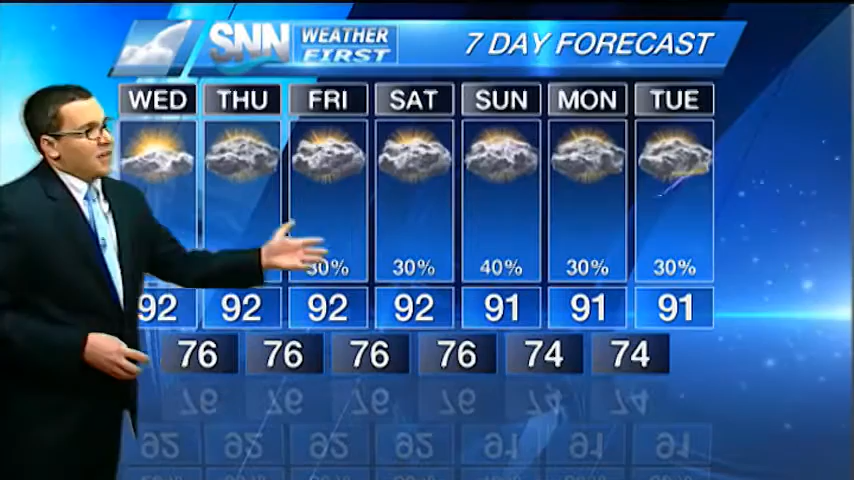 SNN WEATHER FIRST 7 DAY FORECAST
WED THU FRI SAT SUN MON TUE
30% 30% 40% 30% 30%
92 92 92 92 91 91 91
76 76 76 76 74 74